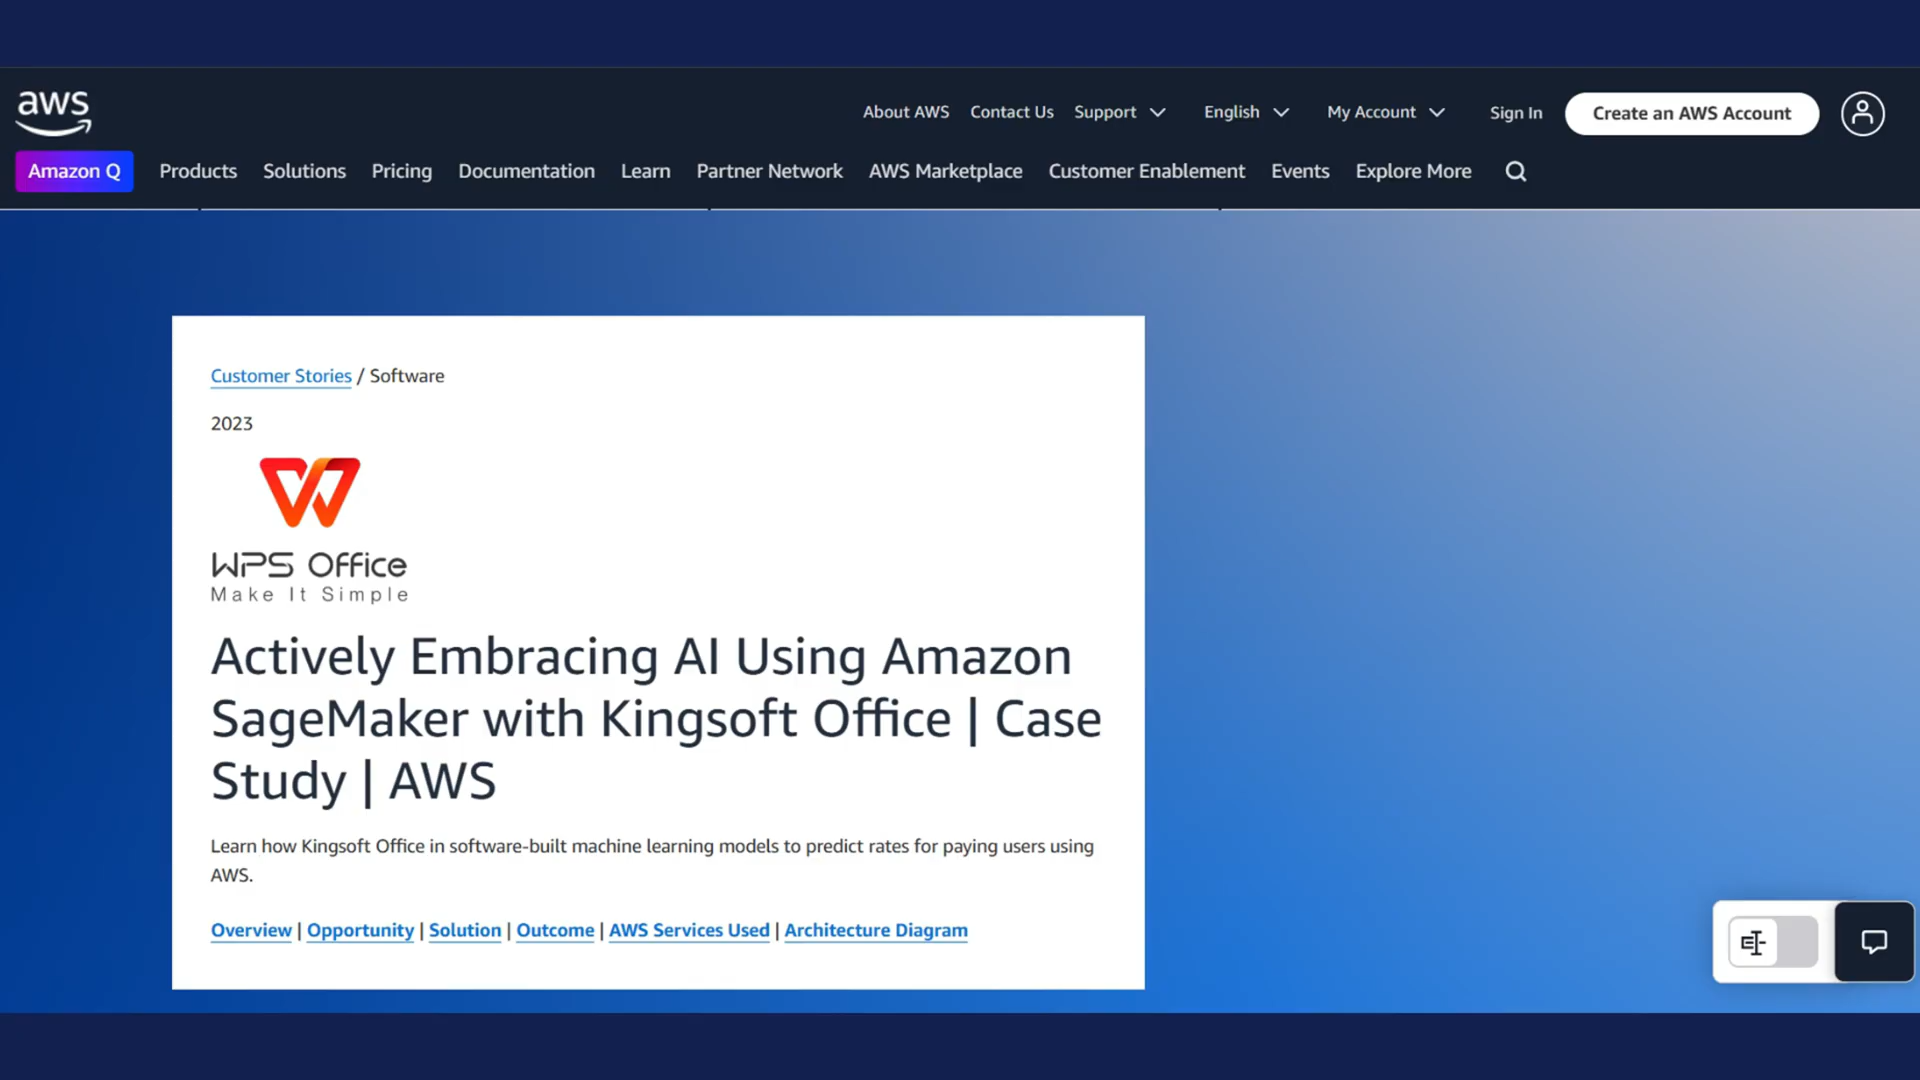 aws
About AWS Contact Us Support English My Account Sign In Create an AWS Account
Amazon Q Products Solutions Pricing Documentation Learn Partner Network AWS Marketplace Customer Enablement Events Explore More
Customer Stories / Software
2023
WPS Office
Make It Simple
Actively Embracing AI Using Amazon
SageMaker with Kingsoft Office | Case
Study | AWS
Learn how Kingsoft Office in software-built machine learning models to predict rates for paying users using
AWS.
Overview | Opportunity | Solution | Outcome | AWS Services Used | Architecture Diagram